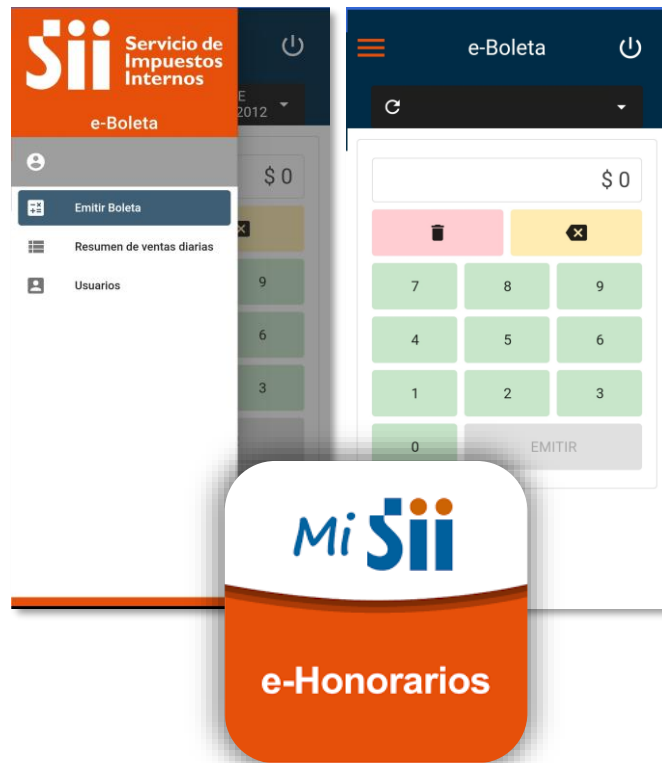 Sii Servicio de
Impuestos
Internos
e-Boleta
E
2012
$ 0
Emitir Boleta
Resumen de ventas diarias
Usuarios
9
6
3
e-Boleta
$ 0
7 8 9
4 5 6
1 2 3
0 EMITIR
Mi Sii
e-Honorarios